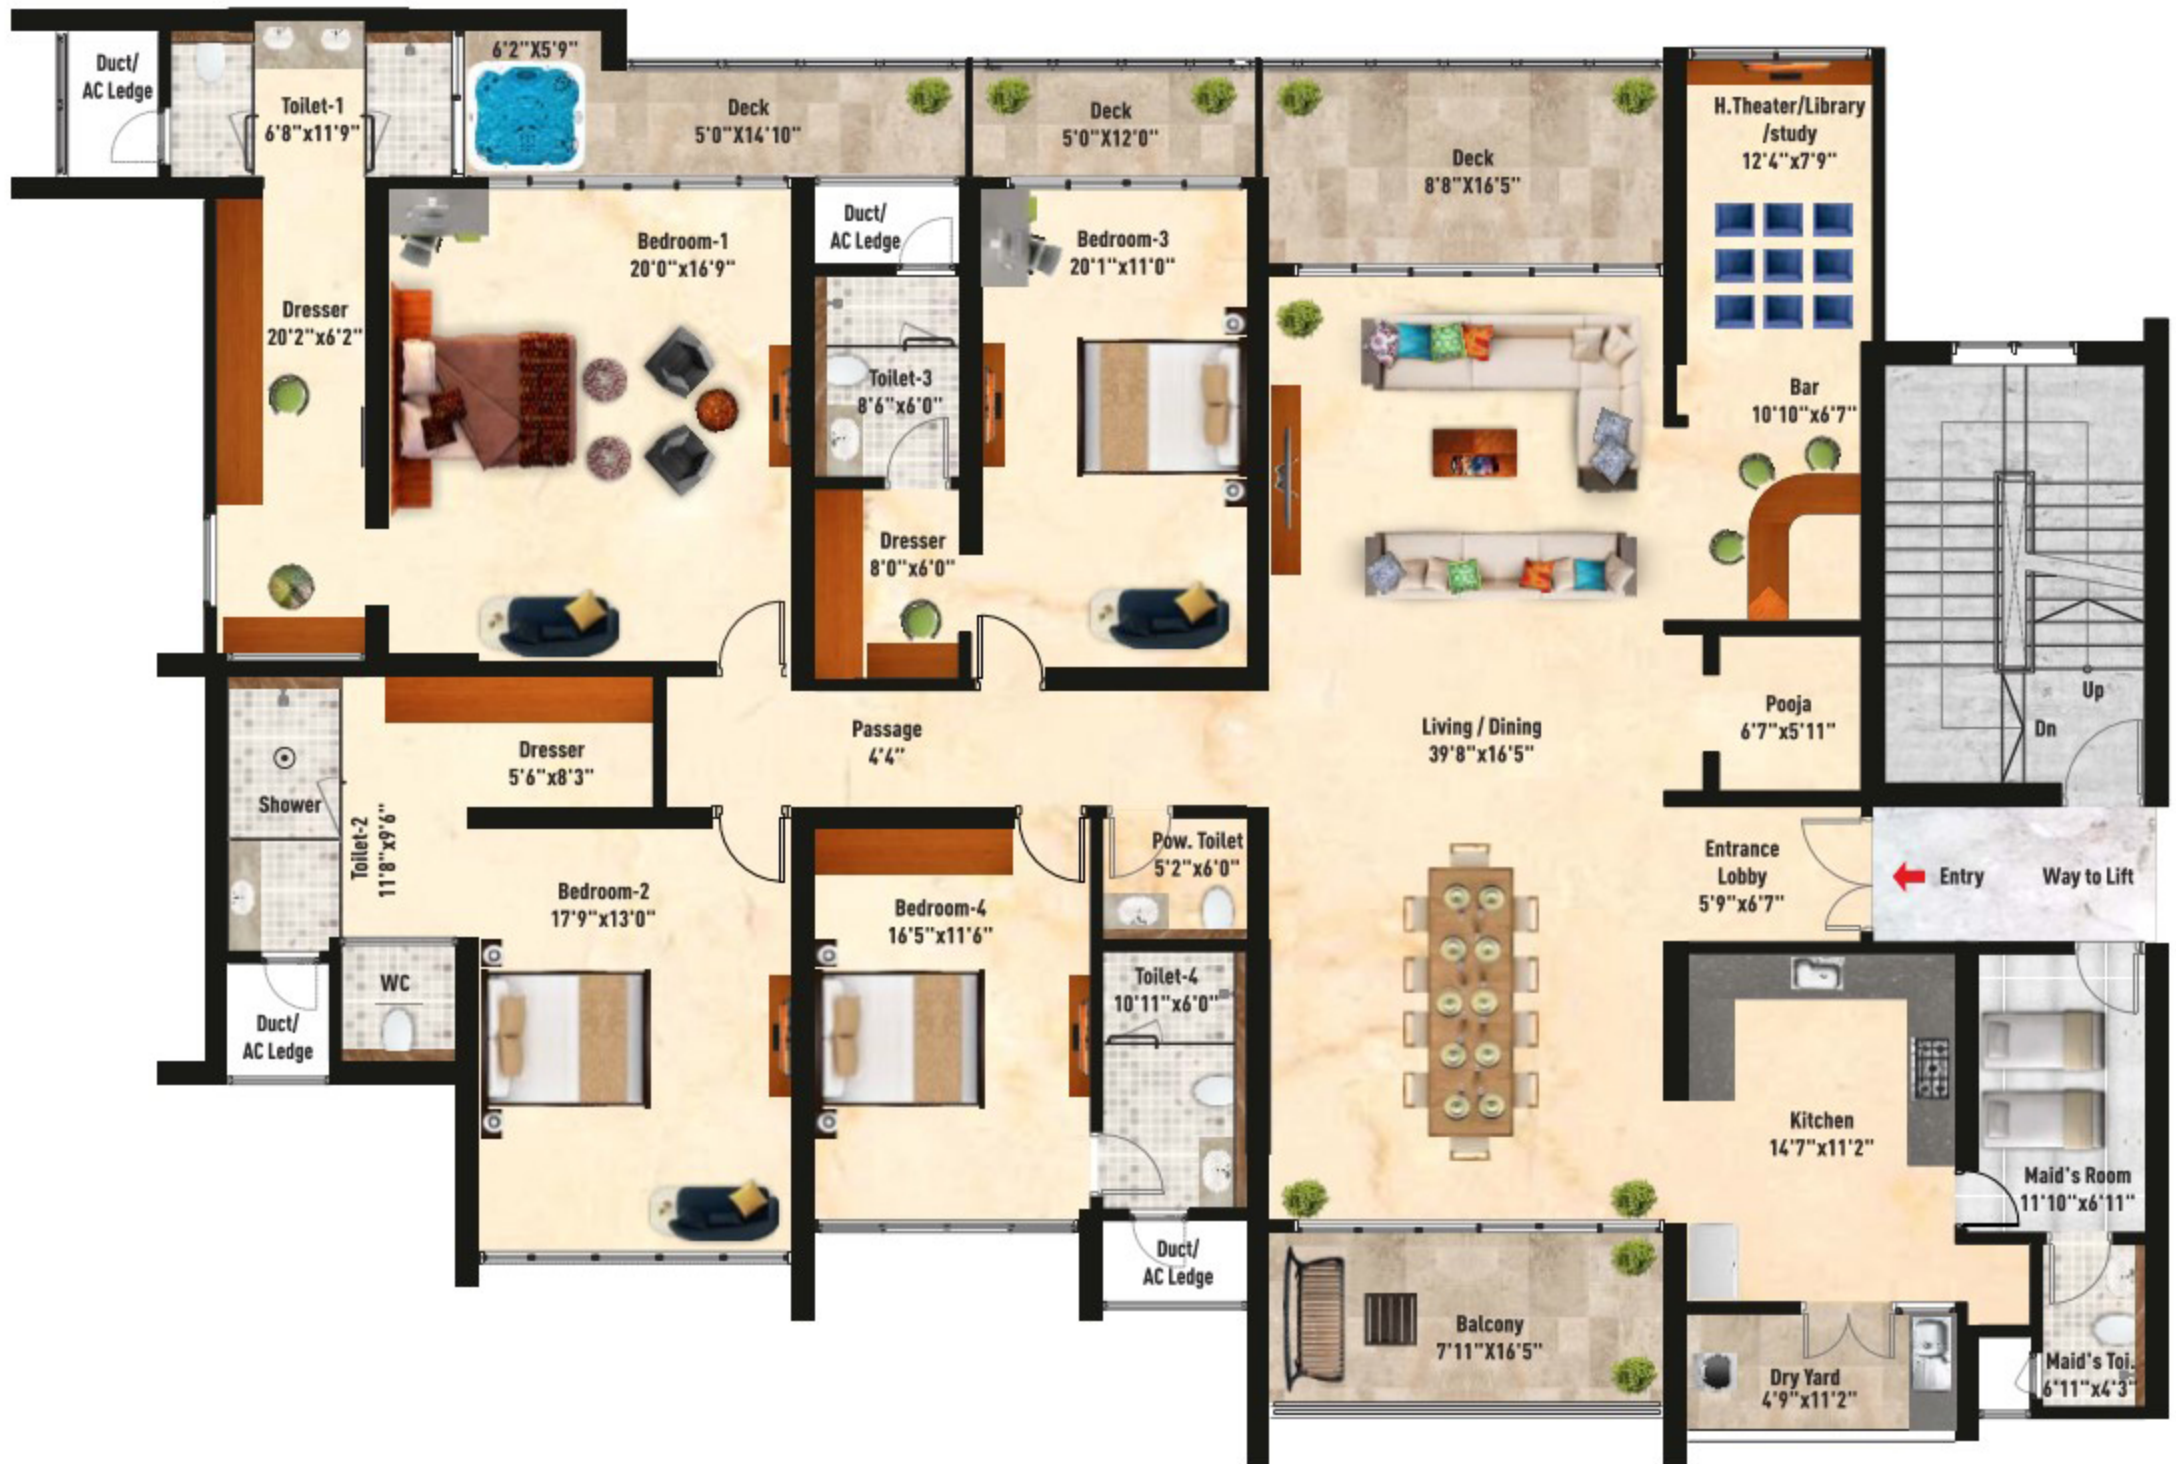 Duct/
AC Ledge
Toilet-1
6'8"x11'9"
6'2"X5'9"
Deck
5'0"X14'10"
Deck
5'0"X12'0"
Deck
8'8"X16'5"
H.Theater/Library
/study
12'4"x7'9"
Dresser
20'2"x6'2"
Bedroom-1
20'0"x16'9"
Duct/
AC Ledge
Bedroom-3
20'1"x11'0"
Toilet-3
8'6"x6'0"
Bar
10'10"x6'7"
Dresser
8'0"x6'0"
Passage
4'4"
Living / Dining
39'8"x16'5"
Pooja
6'7"x5'11"
Up
Dn
Dresser
5'6"x8'3"
Shower
Toilet-2
11'8"x9'6"
Bedroom-2
17'9"x13'0"
Bedroom-4
16'5"x11'6"
Pow. Toilet
5'2"x6'0"
Entrance
Lobby
5'9"x6'7"
Entry
Way to Lift
WC
Duct/
AC Ledge
Toilet-4
10'11"x6'0"
Kitchen
14'7"x11'2"
Maid's Room
11'10"x6'11"
Duct/
AC Ledge
Balcony
7'11"X16'5"
Dry Yard
4'9"x11'2"
Maid's Toi.
6'11"x4'3"